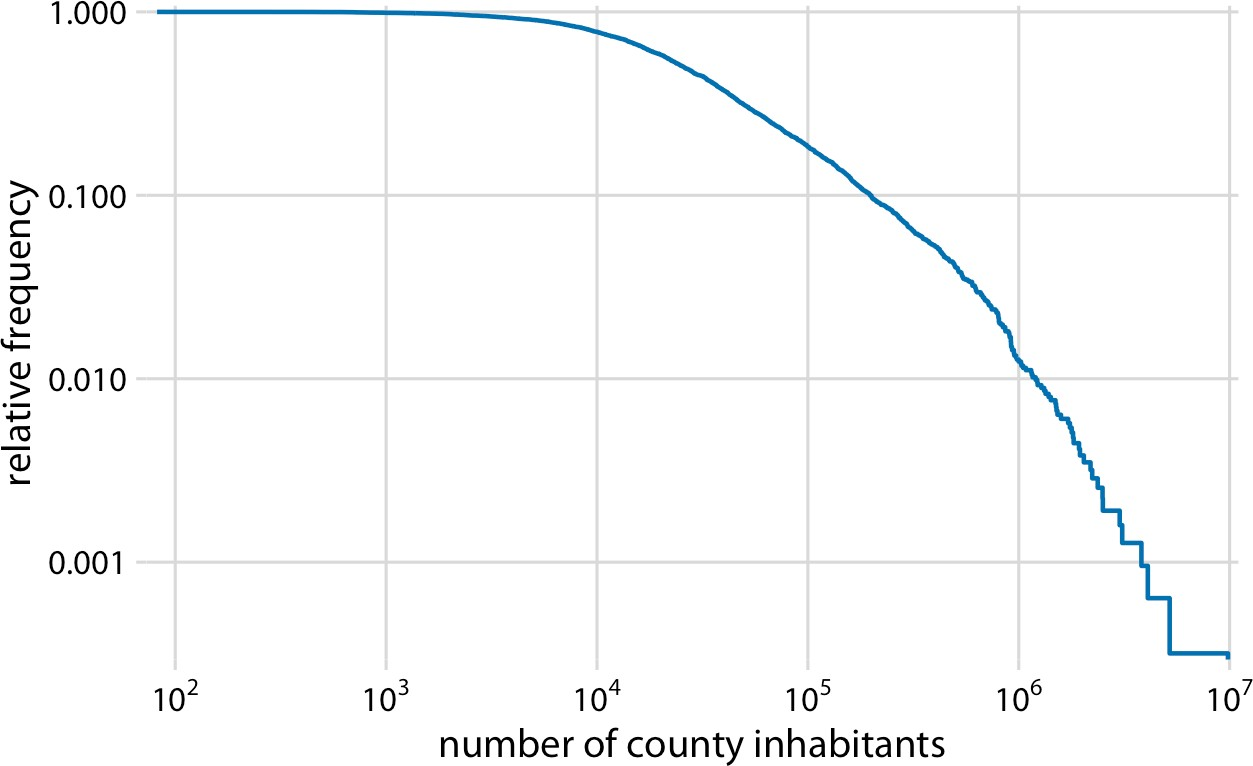 1.000
0.100
0.010
0.001
relative frequency
10² 10³ 10⁴ 10⁵ 10⁶ 10⁷
number of county inhabitants